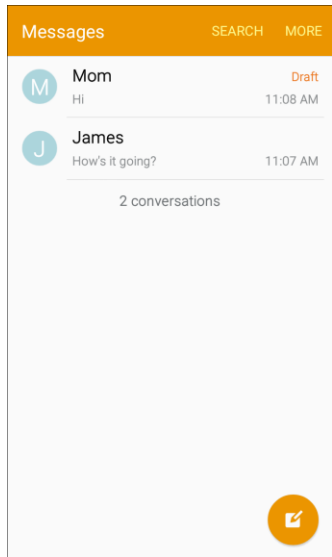 Messages SEARCH MORE
M Mom Draft
Hi 11:08 AM
J James
How's it going? 11:07 AM
2 conversations